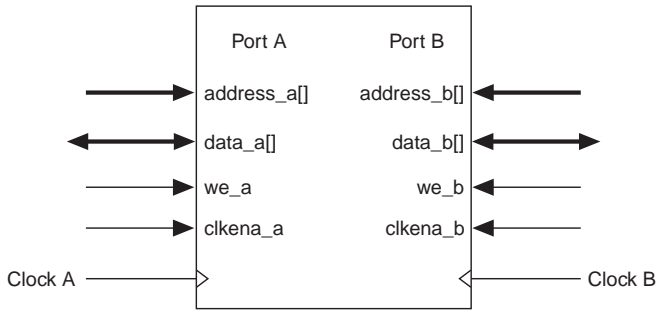 Port A Port B
address_a[] address_b[]
data_a[] data_b[]
we_a we_b
clkena_a clkena_b
Clock A Clock B